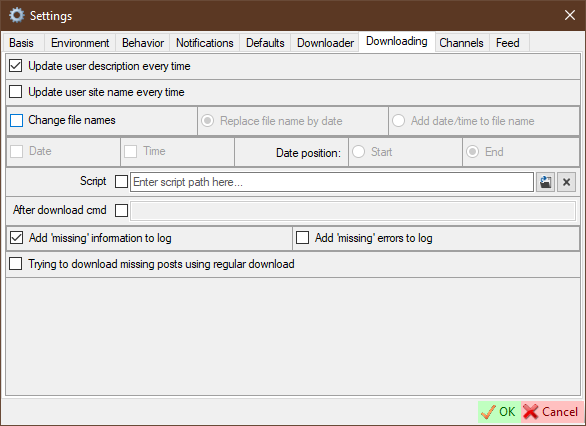 Settings
Basis Environment Behavior Notifications Defaults Downloader Downloading Channels Feed
Update user description every time
Update user site name every time
Change file names Replace file name by date Add date/time to file name
Date Time Date position: Start End
Script Enter script path here...
After download cmd
Add 'missing' information to log Add 'missing' errors to log
Trying to download missing posts using regular download
OK Cancel